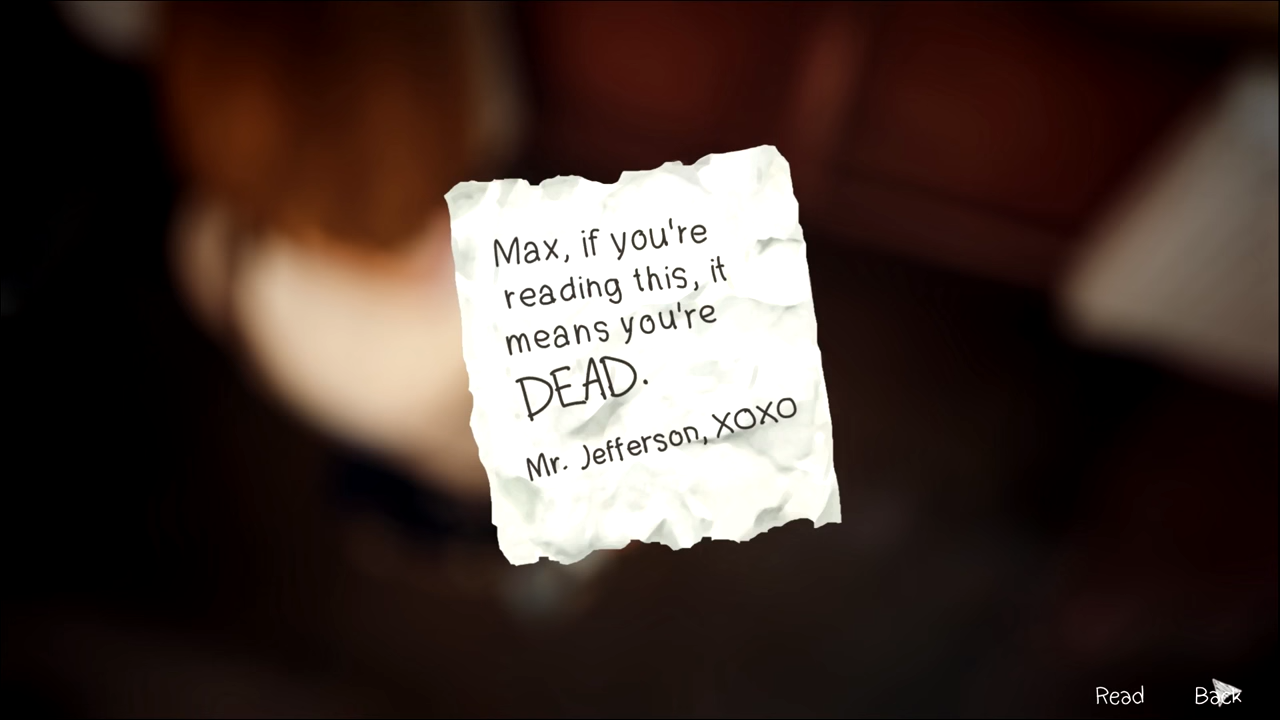 Max, if you're
reading this, it
means you're
DEAD.
Mr. Jefferson, XOXO
Read
Back